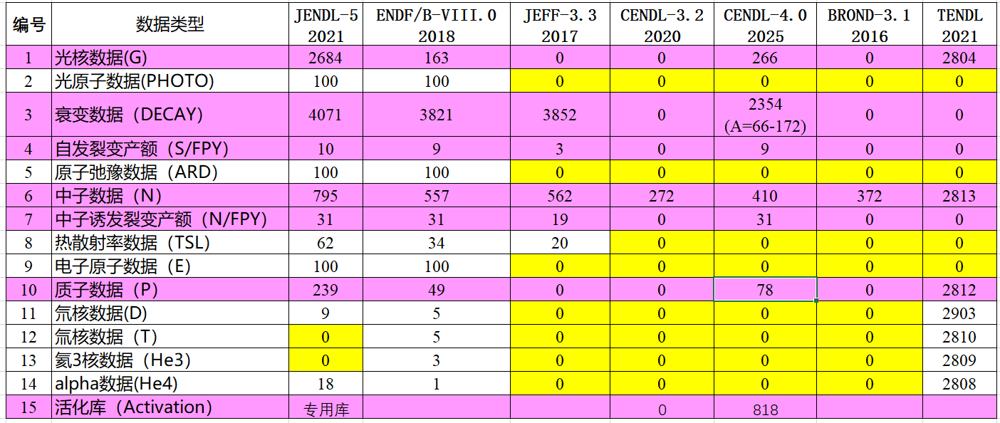 编号 数据类型 JENDL-5 2021 ENDF/B-VIII.0 2018 JEFF-3.3 2017 CENDL-3.2 2020 CENDL-4.0 2025 BROND-3.1 2016 TENDL 2021
1 光核数据(G) 2684 163 0 0 266 0 2804
2 光原子数据(PHOTO) 100 100 0 0 0 0 0
3 衰变数据（DECAY） 4071 3821 3852 0 2354 (A=66-172) 0 0
4 自发裂变产额（S/FPY） 10 9 3 0 9 0 0
5 原子弛豫数据（ARD） 100 100 0 0 0 0 0
6 中子数据（N） 795 557 562 272 410 372 2813
7 中子诱发裂变产额（N/FPY） 31 31 19 0 31 0 0
8 热散射率数据（TSL） 62 34 20 0 0 0 0
9 电子原子数据（E） 100 100 0 0 0 0 0
10 质子数据（P） 239 49 0 0 78 0 2812
11 氘核数据(D) 9 5 0 0 0 0 2903
12 氚核数据（T） 0 5 0 0 0 0 2810
13 氦3核数据（He3） 0 3 0 0 0 0 2809
14 alpha数据(He4) 18 1 0 0 0 0 2808
15 活化库（Activation） 专用库 0 818